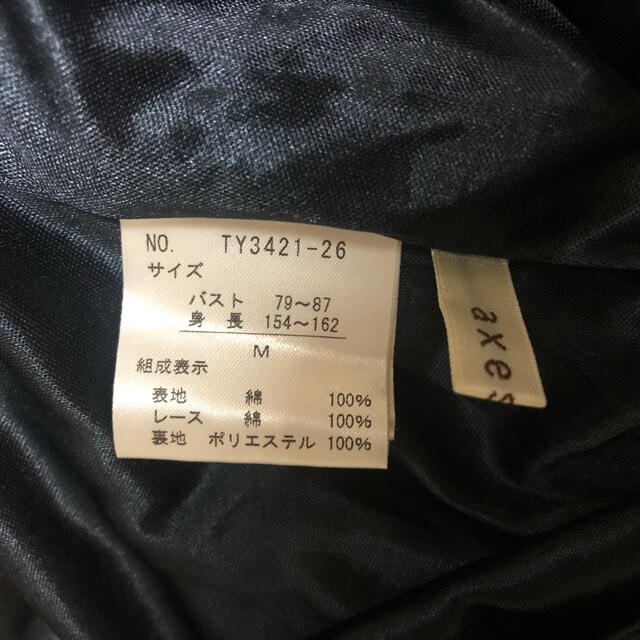 NO. TY3421-26
サイズ
バスト 79～87
身長 154～162
M
組成表示
表地 綿 100%
レース 綿 100%
裏地 ポリエステル 100%
axes